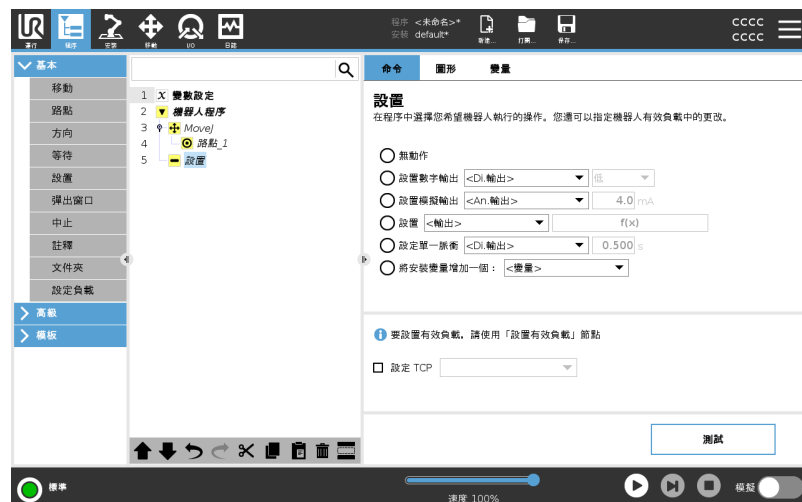 UR
運行
程序
安裝
移動
I/O
日誌
程序 <未命名>*
安裝 default*
新建...
打開...
保存...
CCCC
CCCC
基本
移動
路點
方向
等待
設置
彈出窗口
中止
註釋
文件夾
設定負載
高級
模板
1 X 變數設定
2 機器人程序
3 MoveJ
4 路點_1
5 設置
命令 圖形 變量
設置
在程序中選擇您希望機器人執行的操作。您還可以指定機器人有效負載中的更改。
無動作
設置數字輸出 <Di.輸出> 低
設置模擬輸出 <An.輸出> 4.0 mA
設置 <輸出> f(x)
設定單一脈衝 <Di.輸出> 0.500 s
將安裝變量增加一個： <變量>
要設置有效負載，請使用「設置有效負載」節點
設定 TCP
測試
標準
速度 100%
模擬